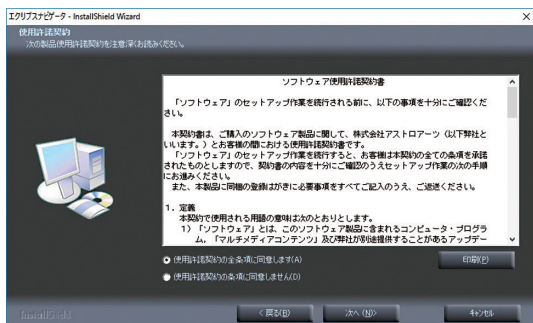 エクリプスナビゲータ - InstallShield Wizard
使用許諾契約
次の製品使用許諾契約を注意深くお読みください。
ソフトウェア使用許諾契約書
「ソフトウェア」のセットアップ作業を続行される前に、以下の事項を十分にご確認くだ
さい。
本契約書は、ご購入のソフトウェア製品に関して、株式会社アストロアーツ（以下弊社と
いいます。）とお客様の間における使用許諾契約書です。
「ソフトウェア」のセットアップ作業を続行すると、お客様は本契約の全ての条項を承諾
されたものとしますので、契約書の内容を十分にご確認のうえセットアップ作業の次の手順
にお進みください。
また、本製品に同梱の登録はがきに必要事項をすべてご記入のうえ、ご返送ください。
1．定義
本契約で使用される用語の意味は次のとおりとします。
1）「ソフトウェア」とは、このソフトウェア製品に含まれるコンピュータ・プログラ
ム、「マルチメディアコンテンツ」及び弊社が別途提供することがあるアップデー
使用許諾契約の全条項に同意します(A)
印刷(P)
使用許諾契約の条項に同意しません(D)
InstallShield
< 戻る(B)
次へ (N)>
キャンセル